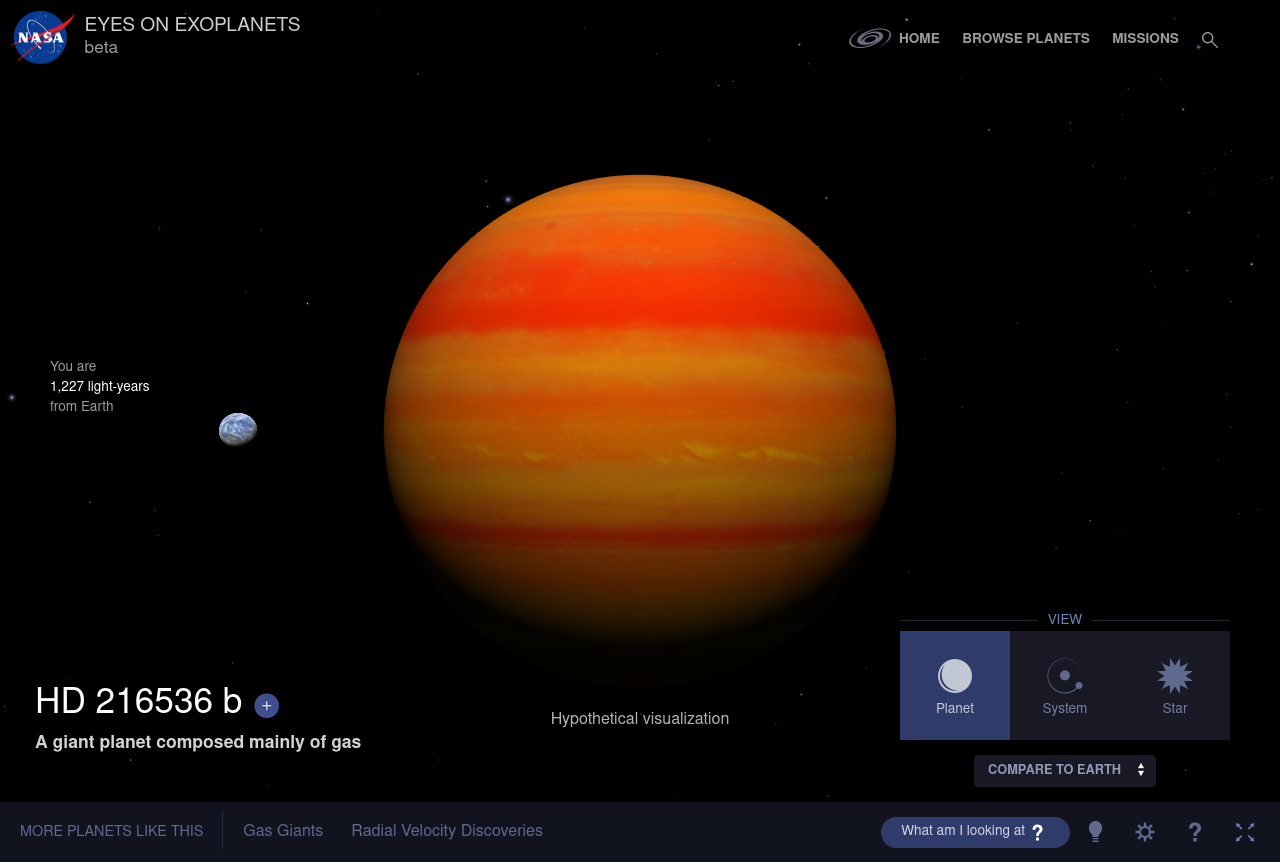 NASA
EYES ON EXOPLANETS
beta
HOME
BROWSE PLANETS
MISSIONS
You are
1,227 light-years
from Earth
HD 216536 b +
A giant planet composed mainly of gas
Hypothetical visualization
VIEW
Planet
System
Star
COMPARE TO EARTH
MORE PLANETS LIKE THIS
Gas Giants
Radial Velocity Discoveries
What am I looking at ?
?